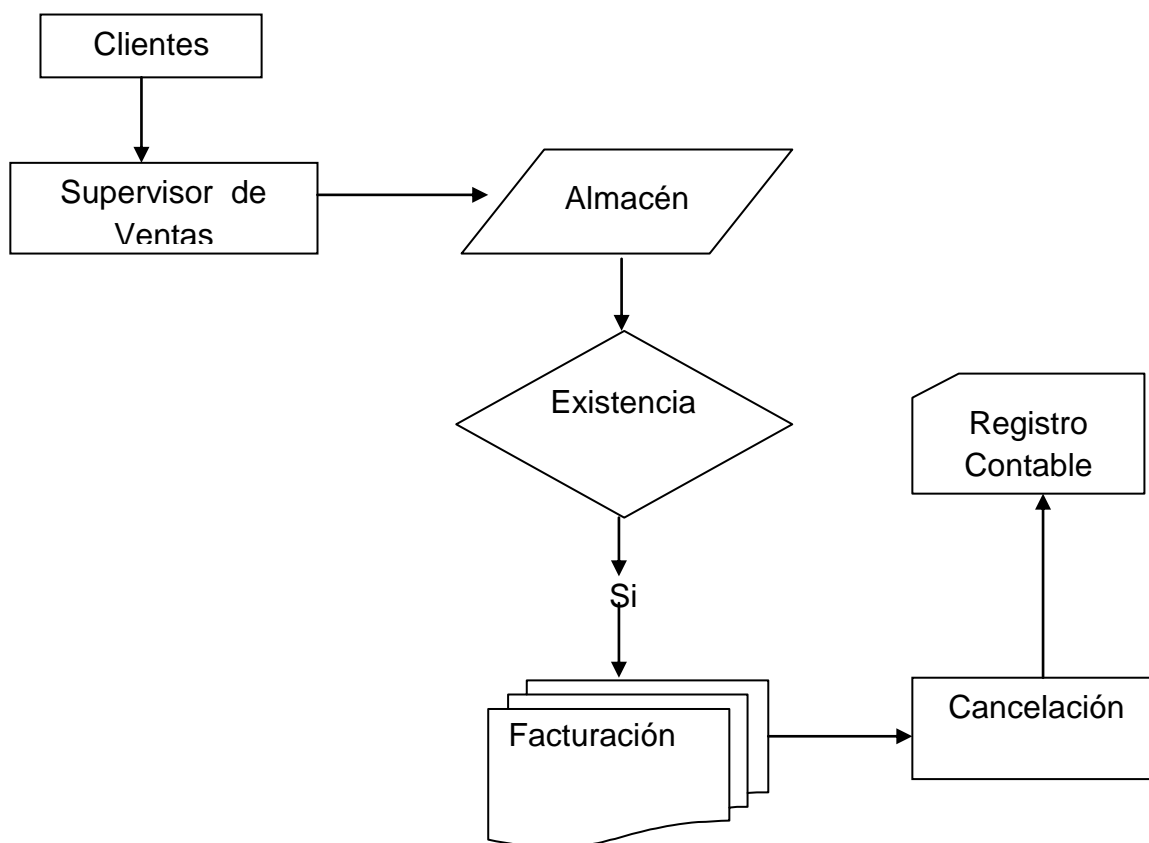 Clientes
Supervisor de
Ventas
Almacén
Existencia
Si
Facturación
Cancelación
Registro
Contable